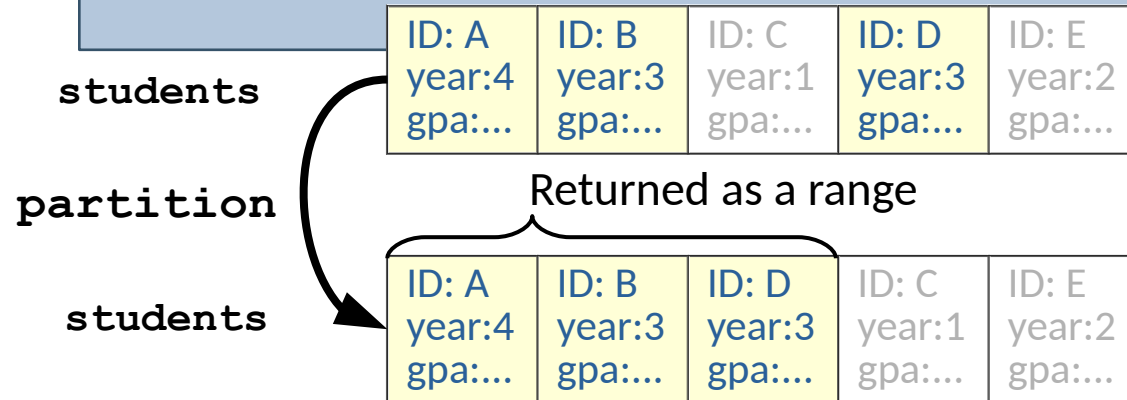 students
ID: A ID: B ID: C ID: D ID: E
year:4 year:3 year:1 year:3 year:2
gpa:... gpa:... gpa:... gpa:... gpa:...
partition
Returned as a range
students
ID: A ID: B ID: D ID: C ID: E
year:4 year:3 year:3 year:1 year:2
gpa:... gpa:... gpa:... gpa:... gpa:...